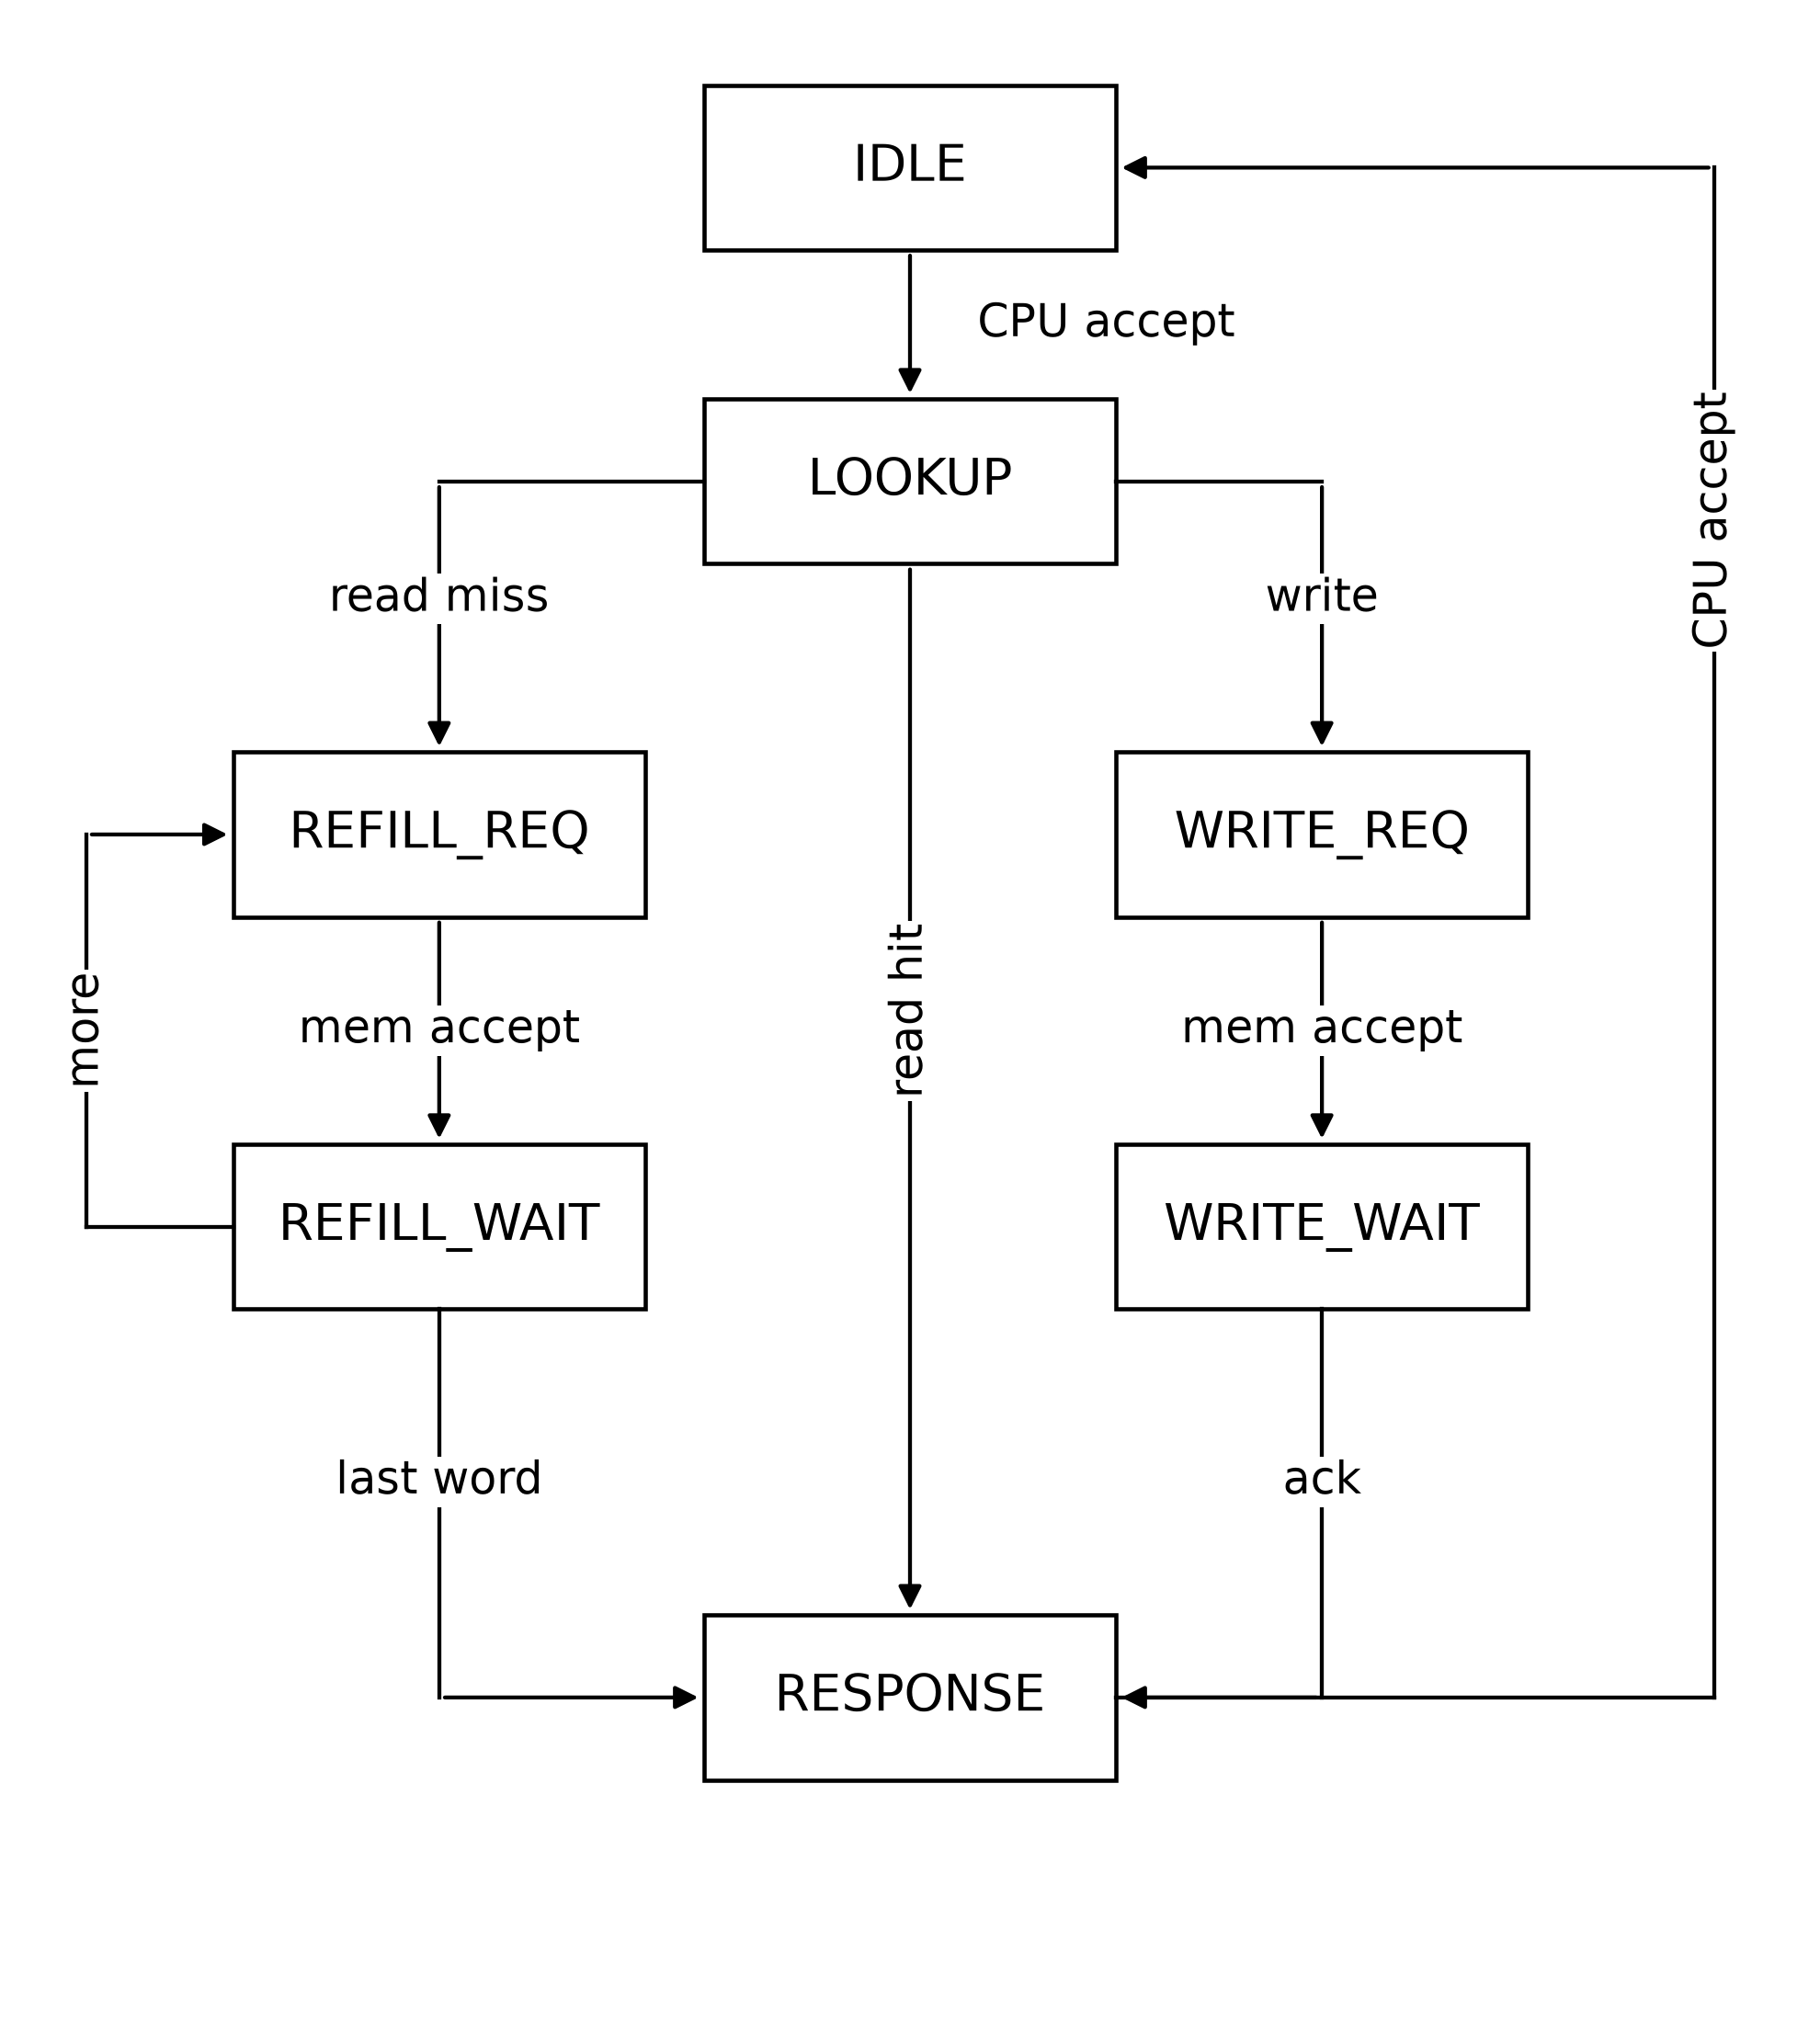 IDLE
CPU accept
LOOKUP
CPU accept
read miss
write
REFILL_REQ
WRITE_REQ
more
mem accept
read hit
mem accept
REFILL_WAIT
WRITE_WAIT
last word
ack
RESPONSE